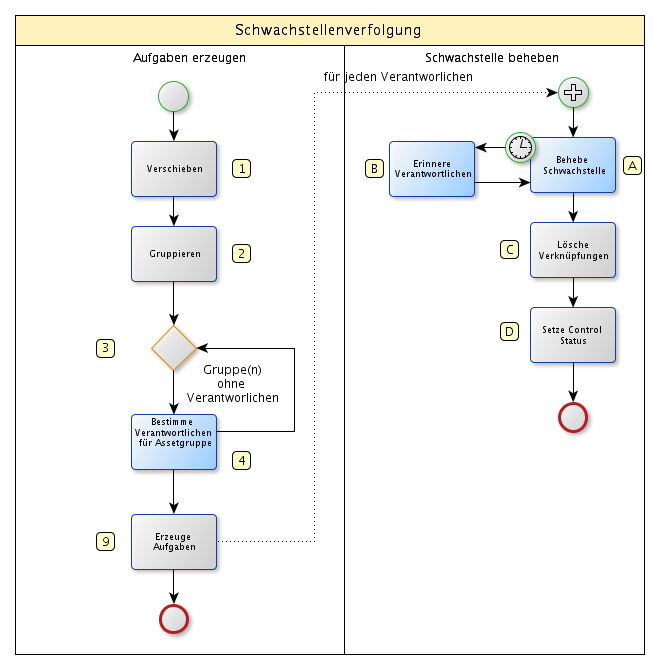 Schwachstellenverfolgung
Aufgaben erzeugen
Verschieben
1
Gruppieren
2
3
Gruppe(n)
ohne
Verantworlichen
Bestimme
Verantwortlichen
für Assetgruppe
4
9
Erzeuge
Aufgaben
Schwachstelle beheben
für jeden Verantworlichen
B
Erinnere
Verantwortlichen
Behebe
Schwachstelle
A
C
Lösche
Verknüpfungen
D
Setze Control
Status